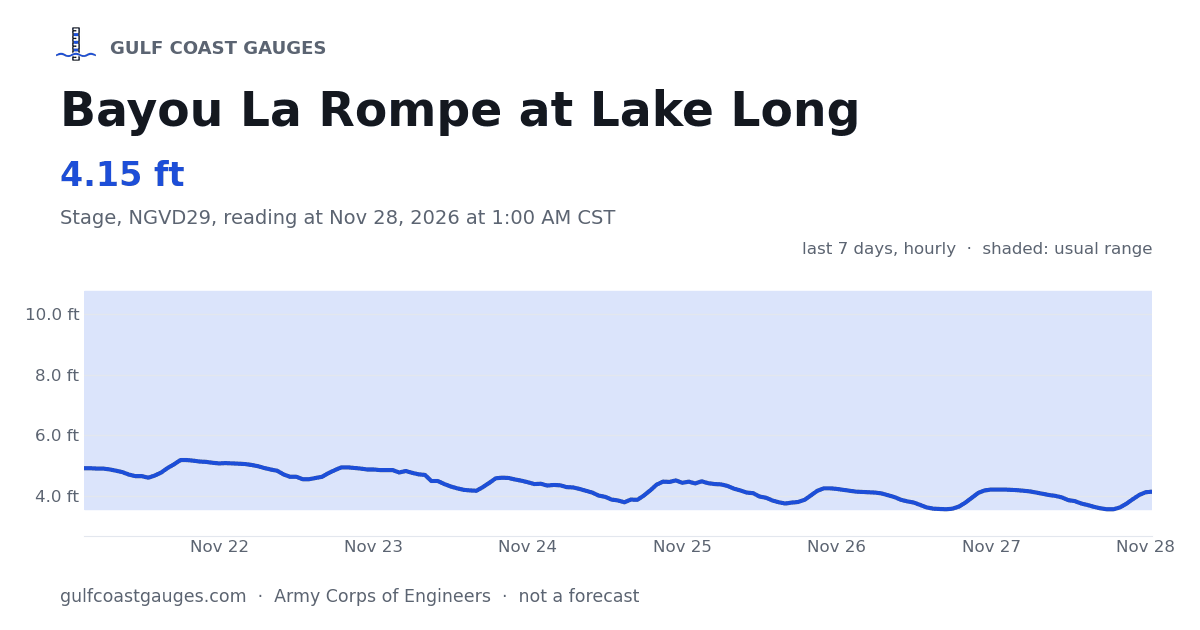 GULF COAST GAUGES
Bayou La Rompe at Lake Long
4.15 ft
Stage, NGVD29, reading at Nov 28, 2026 at 1:00 AM CST
last 7 days, hourly · shaded: usual range
10.0 ft
8.0 ft
6.0 ft
4.0 ft
Nov 22 Nov 23 Nov 24 Nov 25 Nov 26 Nov 27 Nov 28
gulfcoastgauges.com · Army Corps of Engineers · not a forecast